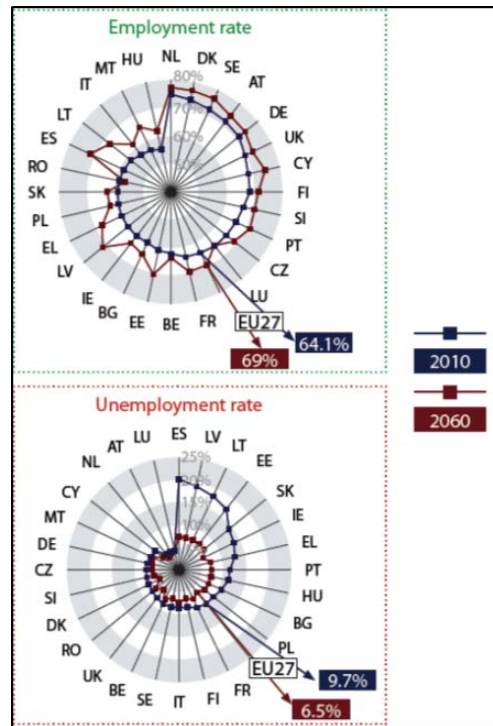 Employment rate
NL
DK
SE
AT
DE
UK
CY
FI
SI
PT
CZ
LU
EU27
FR
BE
EE
BG
IE
LV
EL
PL
SK
RO
ES
LT
IT
MT
HU
80%
70%
60%
50%
64.1%
69%
2010
2060
Unemployment rate
ES
LV
LT
EE
SK
IE
EL
PT
HU
BG
PL
EU27
FR
FI
IT
SE
BE
UK
RO
DK
SI
CZ
DE
MT
CY
NL
AT
LU
25%
20%
15%
10%
9.7%
6.5%